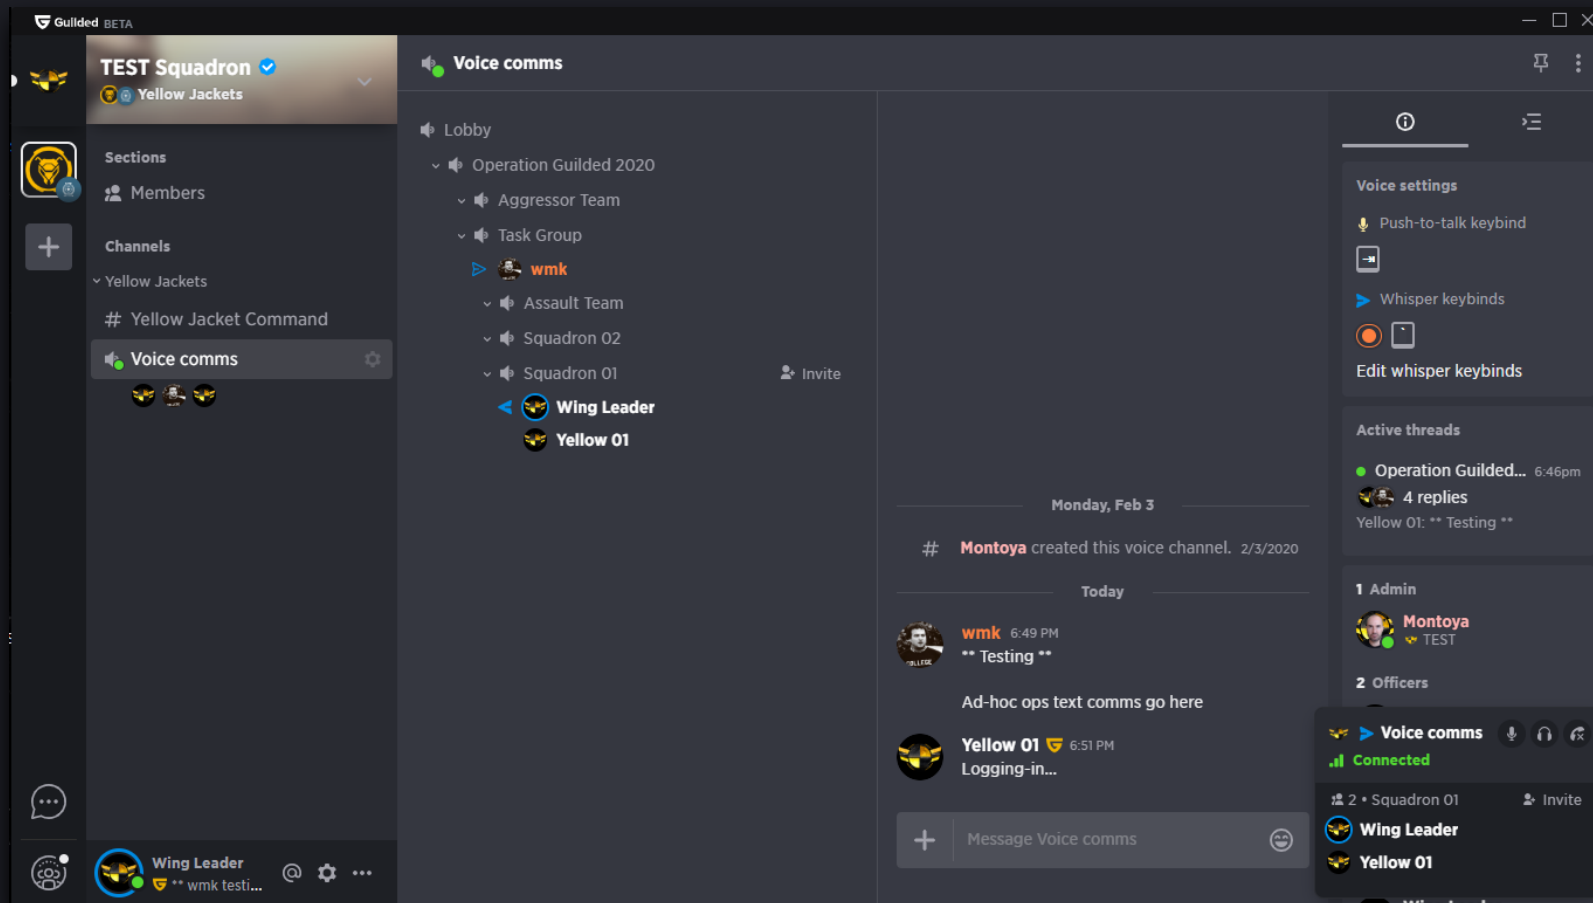 Guilded BETA
TEST Squadron
Yellow Jackets
Sections
Members
Channels
Yellow Jackets
# Yellow Jacket Command
Voice comms
Wing Leader
** wmk testi...
Voice comms
Lobby
Operation Guilded 2020
Aggressor Team
Task Group
wmk
Assault Team
Squadron 02
Squadron 01 Invite
Wing Leader
Yellow 01
Monday, Feb 3
# Montoya created this voice channel. 2/3/2020
Today
wmk 6:49 PM
** Testing **
Ad-hoc ops text comms go here
Yellow 01 6:51 PM
Logging-in...
Message Voice comms
Voice settings
Push-to-talk keybind
Whisper keybinds
Edit whisper keybinds
Active threads
Operation Guilded... 6:46pm
4 replies
Yellow 01: ** Testing **
1 Admin
Montoya
TEST
2 Officers
Voice comms
Connected
2 • Squadron 01 Invite
Wing Leader
Yellow 01